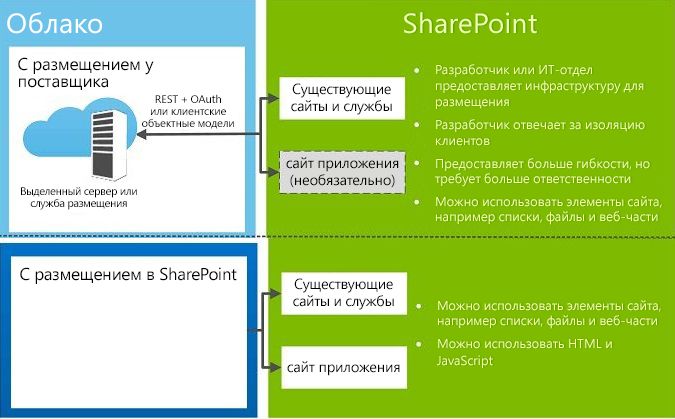 Облако
SharePoint
С размещением у
поставщика
REST + OAuth
или клиентские
объектные модели
Выделенный сервер или
служба размещения
Существующие
сайты и службы
сайт приложения
(необязательно)
• Разработчик или ИТ-отдел
предоставляет инфраструктуру для
размещения
• Разработчик отвечает за изоляцию
клиентов
• Предоставляет больше гибкости, но
требует больше ответственности
• Можно использовать элементы сайта,
например списки, файлы и веб-части
С размещением в SharePoint
Существующие
сайты и службы
сайт приложения
• Можно использовать элементы сайта,
например списки, файлы и веб-части
• Можно использовать HTML и
JavaScript